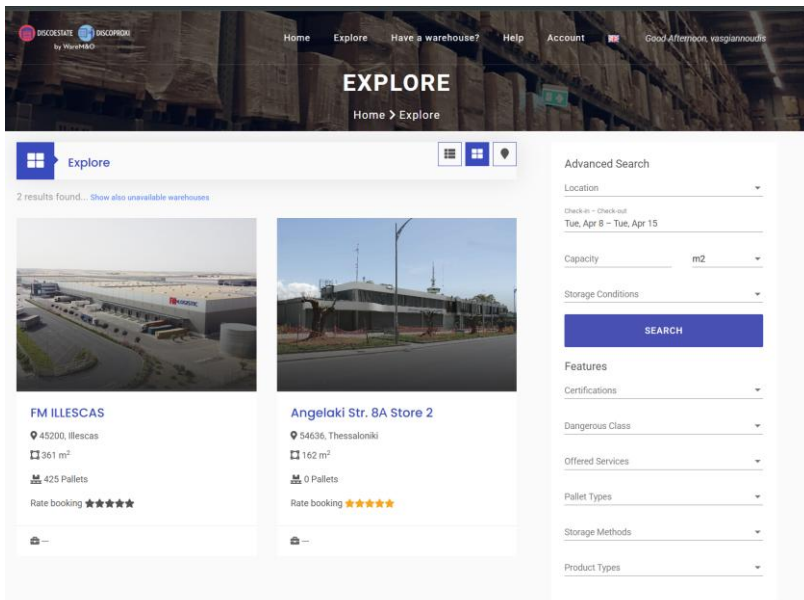 DISCOESTATE DISCOPROXI
by WareM&O
Home Explore Have a warehouse? Help Account Good Afternoon, vasgiannoudis
EXPLORE
Home > Explore
Explore
2 results found... Show also unavailable warehouses
FM ILLESCAS
45200, Illescas
361 m²
425 Pallets
Rate booking
—
Angelaki Str. 8A Store 2
54636, Thessaloniki
162 m²
0 Pallets
Rate booking
—
Advanced Search
Location
Check-in – Check-out
Tue, Apr 8 – Tue, Apr 15
Capacity m2
Storage Conditions
SEARCH
Features
Certifications
Dangerous Class
Offered Services
Pallet Types
Storage Methods
Product Types